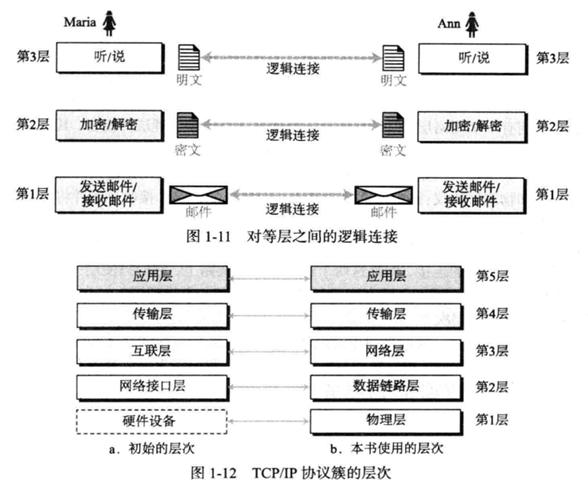 Maria
Ann
第3层 听/说 明文 逻辑连接 明文 听/说 第3层
第2层 加密/解密 密文 逻辑连接 密文 加密/解密 第2层
第1层 发送邮件/接收邮件 邮件 逻辑连接 邮件 发送邮件/接收邮件 第1层
图 1-11 对等层之间的逻辑连接
应用层 应用层 第5层
传输层 传输层 第4层
互联层 网络层 第3层
网络接口层 数据链路层 第2层
硬件设备 物理层 第1层
a. 初始的层次 b. 本书使用的层次
图 1-12 TCP/IP 协议簇的层次